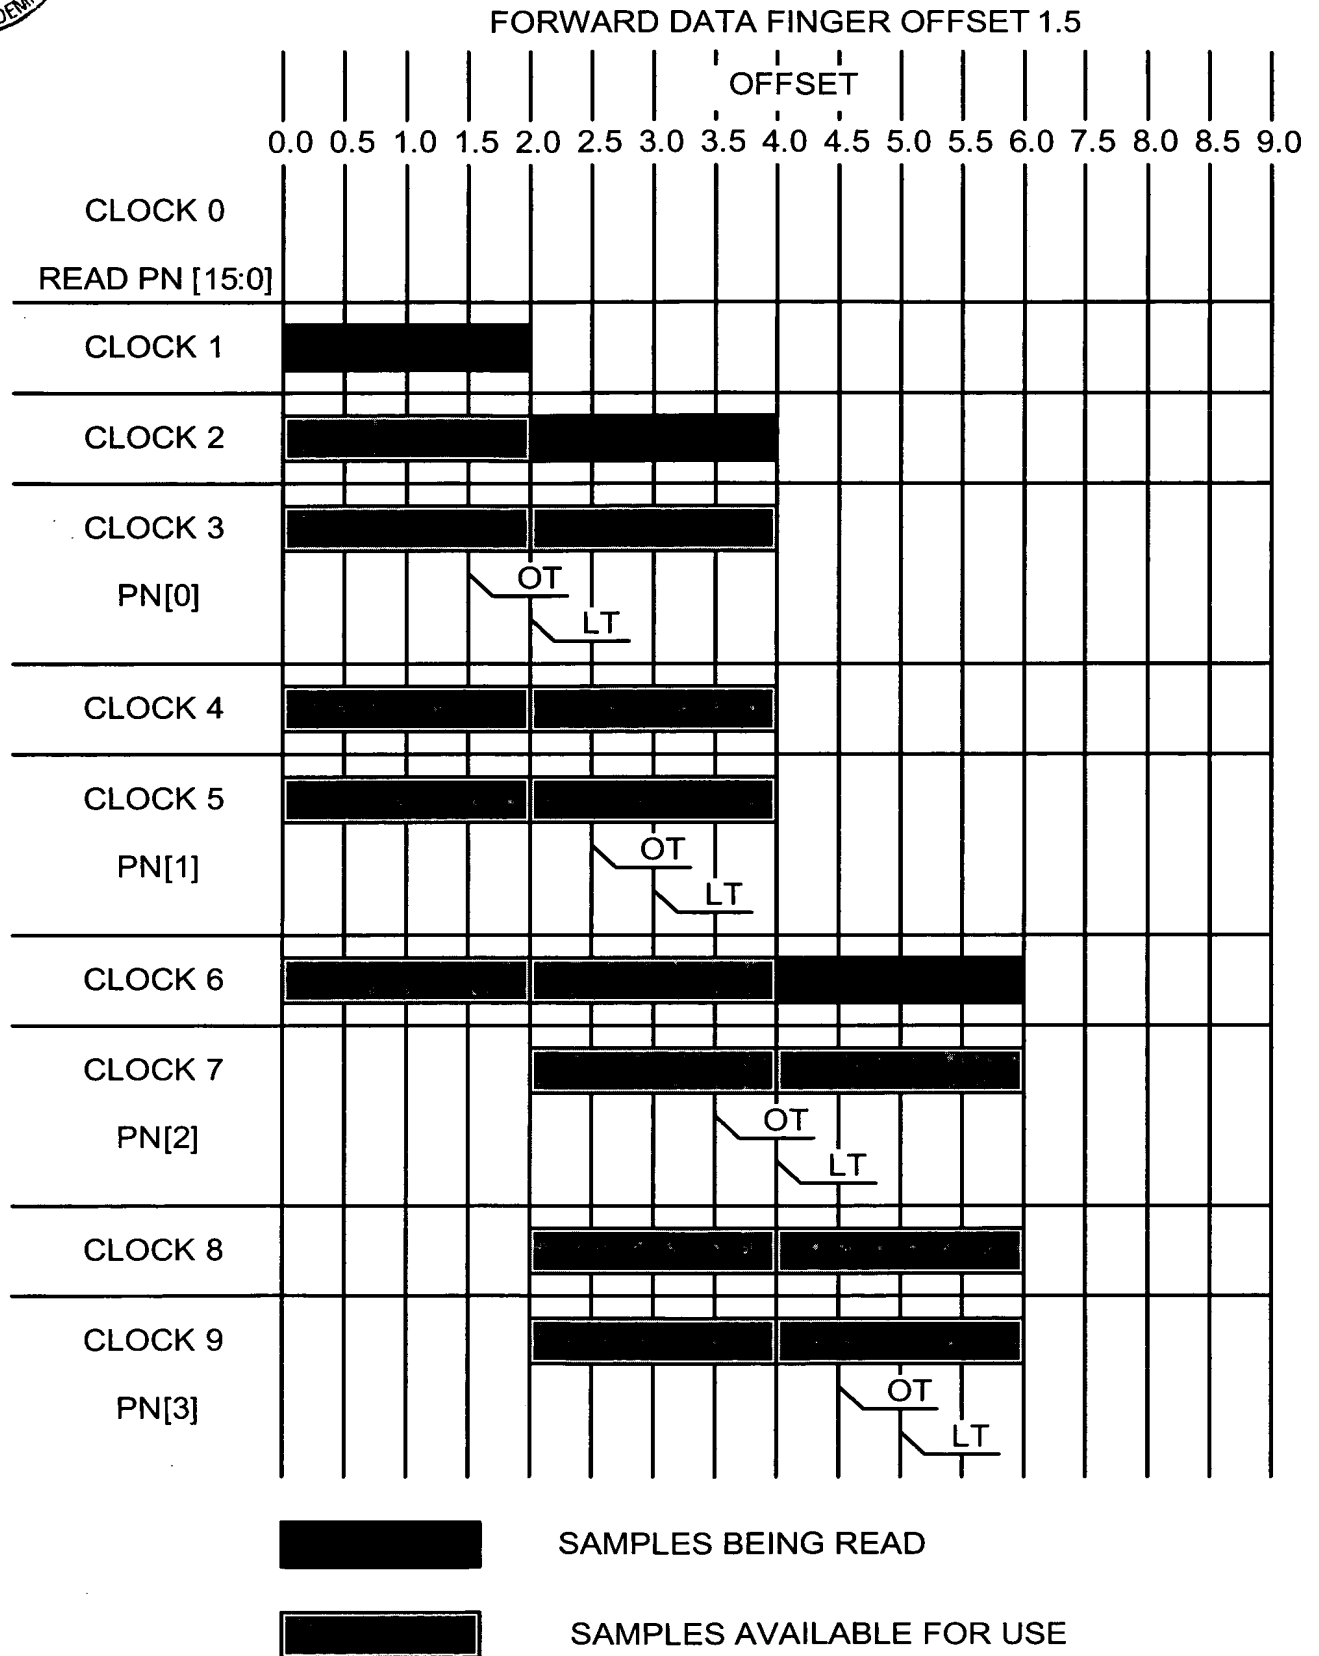 FORWARD DATA FINGER OFFSET 1.5
OFFSET
0.0 0.5 1.0 1.5 2.0 2.5 3.0 3.5 4.0 4.5 5.0 5.5 6.0 7.5 8.0 8.5 9.0
CLOCK 0
READ PN [15:0]
CLOCK 1
CLOCK 2
CLOCK 3
OT
PN[0]
LT
CLOCK 4
CLOCK 5
OT
PN[1]
LT
CLOCK 6
CLOCK 7
OT
PN[2]
LT
CLOCK 8
CLOCK 9
OT
PN[3]
LT
SAMPLES BEING READ
SAMPLES AVAILABLE FOR USE